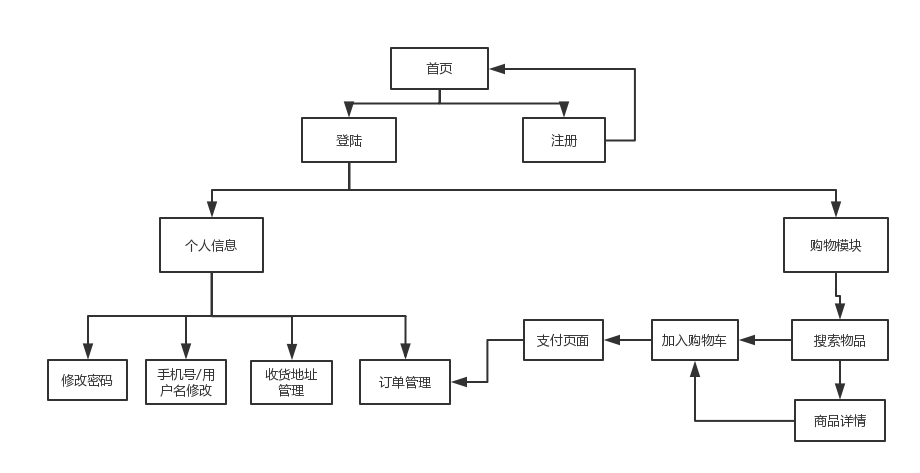 首页
登陆
注册
个人信息
购物模块
支付页面
加入购物车
搜索物品
修改密码
手机号/用
户名修改
收货地址
管理
订单管理
商品详情